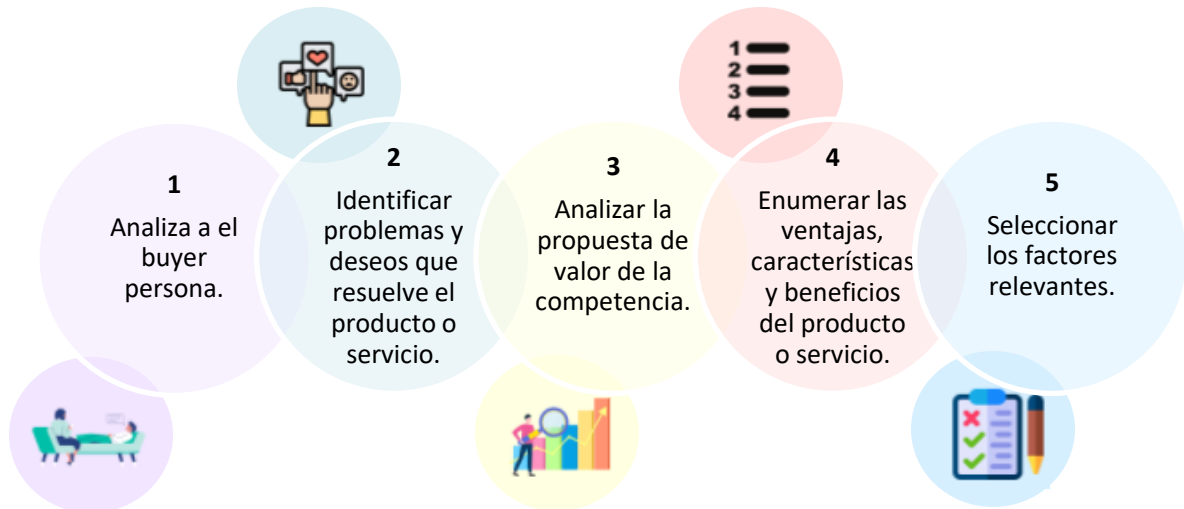 1
2
3
4
1
Analiza a el
buyer
persona.
2
Identificar
problemas y
deseos que
resuelve el
producto o
servicio.
3
Analizar la
propuesta de
valor de la
competencia.
4
Enumerar las
ventajas,
características
y beneficios
del producto
o servicio.
5
Seleccionar
los factores
relevantes.